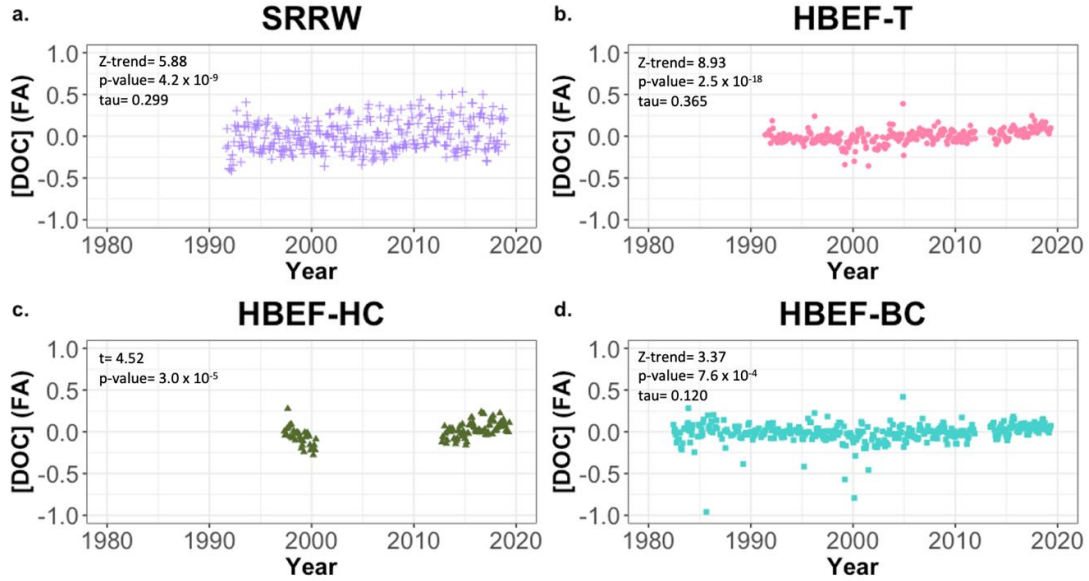 a.
SRRW
Z-trend= 5.88
p-value= 4.2 x 10⁻⁹
tau= 0.299
[DOC] (FA)
1.0
0.5
0.0
-0.5
-1.0
1980 1990 2000 2010 2020
Year
b.
HBEF-T
Z-trend= 8.93
p-value= 2.5 x 10⁻¹⁸
tau= 0.365
[DOC] (FA)
1.0
0.5
0.0
-0.5
-1.0
1980 1990 2000 2010 2020
Year
c.
HBEF-HC
t= 4.52
p-value= 3.0 x 10⁻⁵
[DOC] (FA)
1.0
0.5
0.0
-0.5
-1.0
1980 1990 2000 2010 2020
Year
d.
HBEF-BC
Z-trend= 3.37
p-value= 7.6 x 10⁻⁴
tau= 0.120
[DOC] (FA)
1.0
0.5
0.0
-0.5
-1.0
1980 1990 2000 2010 2020
Year